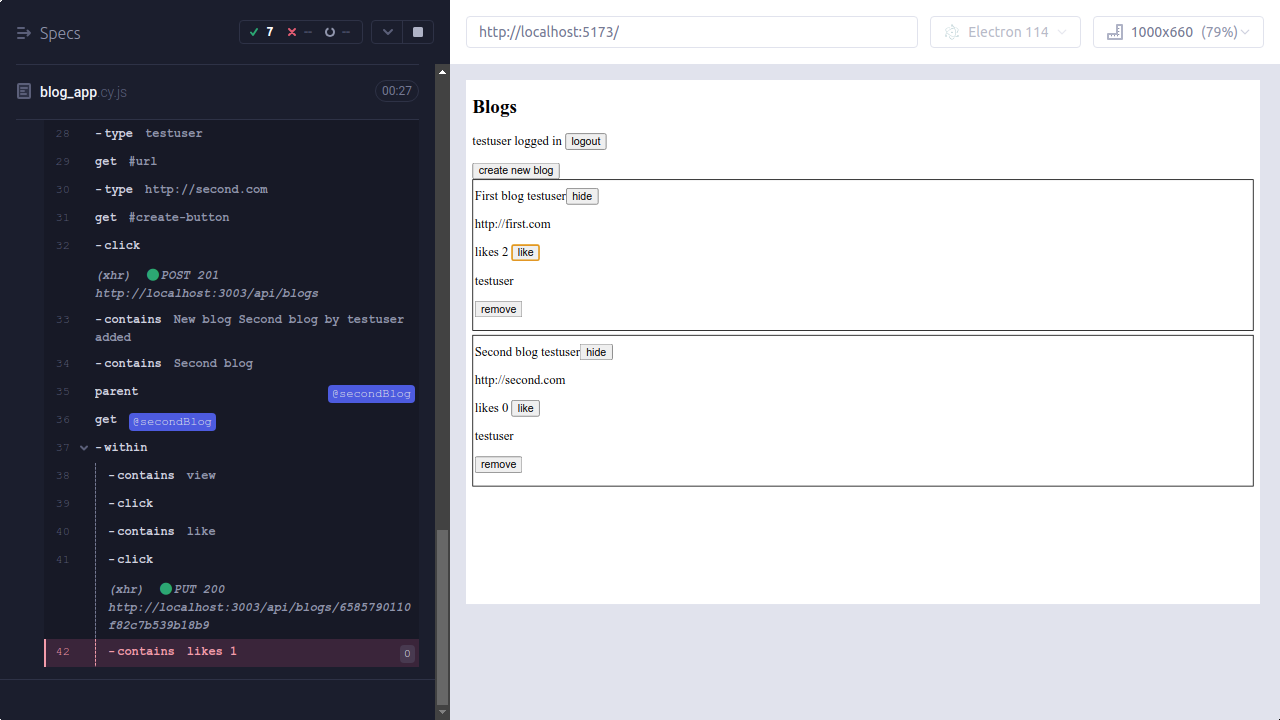 Specs
7
--
--
blog_app.cy.js
00:27
28 -type testuser
29 get #url
30 -type http://second.com
31 get #create-button
32 -click
(xhr) POST 201
http://localhost:3003/api/blogs
33 -contains New blog Second blog by testuser
added
34 -contains Second blog
35 parent @secondBlog
36 get @secondBlog
37 -within
38 -contains view
39 -click
40 -contains like
41 -click
(xhr) PUT 200
http://localhost:3003/api/blogs/6585790110
f82c7b539b18b9
42 -contains likes 1 0
http://localhost:5173/
Electron 114
1000x660 (79%)
Blogs
testuser logged in logout
create new blog
First blog testuser hide
http://first.com
likes 2 like
testuser
remove
Second blog testuser hide
http://second.com
likes 0 like
testuser
remove